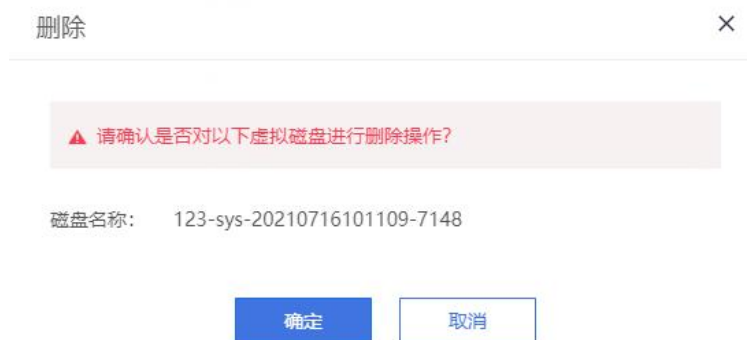 删除
请确认是否对以下虚拟磁盘进行删除操作?
磁盘名称： 123-sys-20210716101109-7148
确定 取消